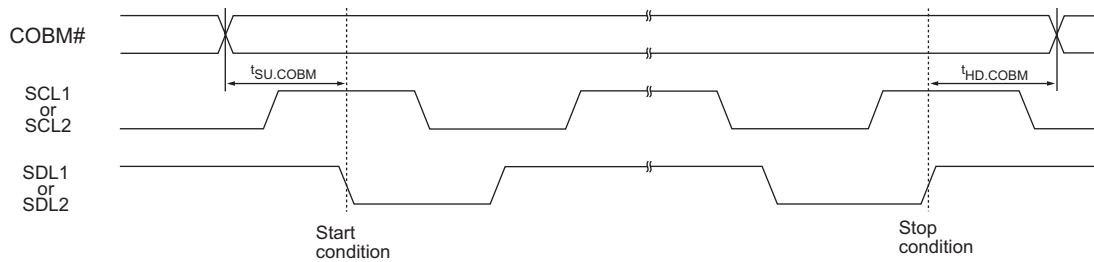 COBM#
tSU.COBM
tHD.COBM
SCL1
or
SCL2
SDL1
or
SDL2
Start
condition
Stop
condition